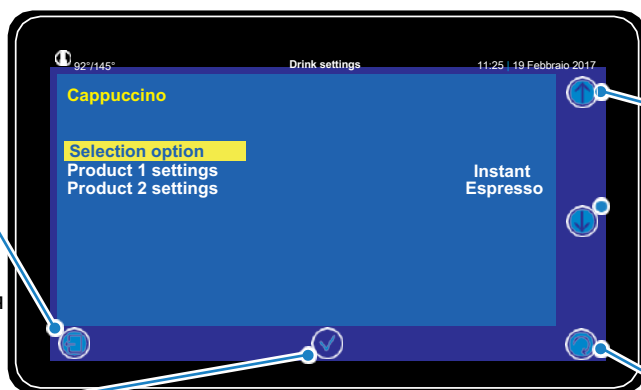 92°/145° Drink settings 11:25 | 19 Febbraio 2017
Cappuccino
Selection option
Product 1 settings Instant
Product 2 settings Espresso